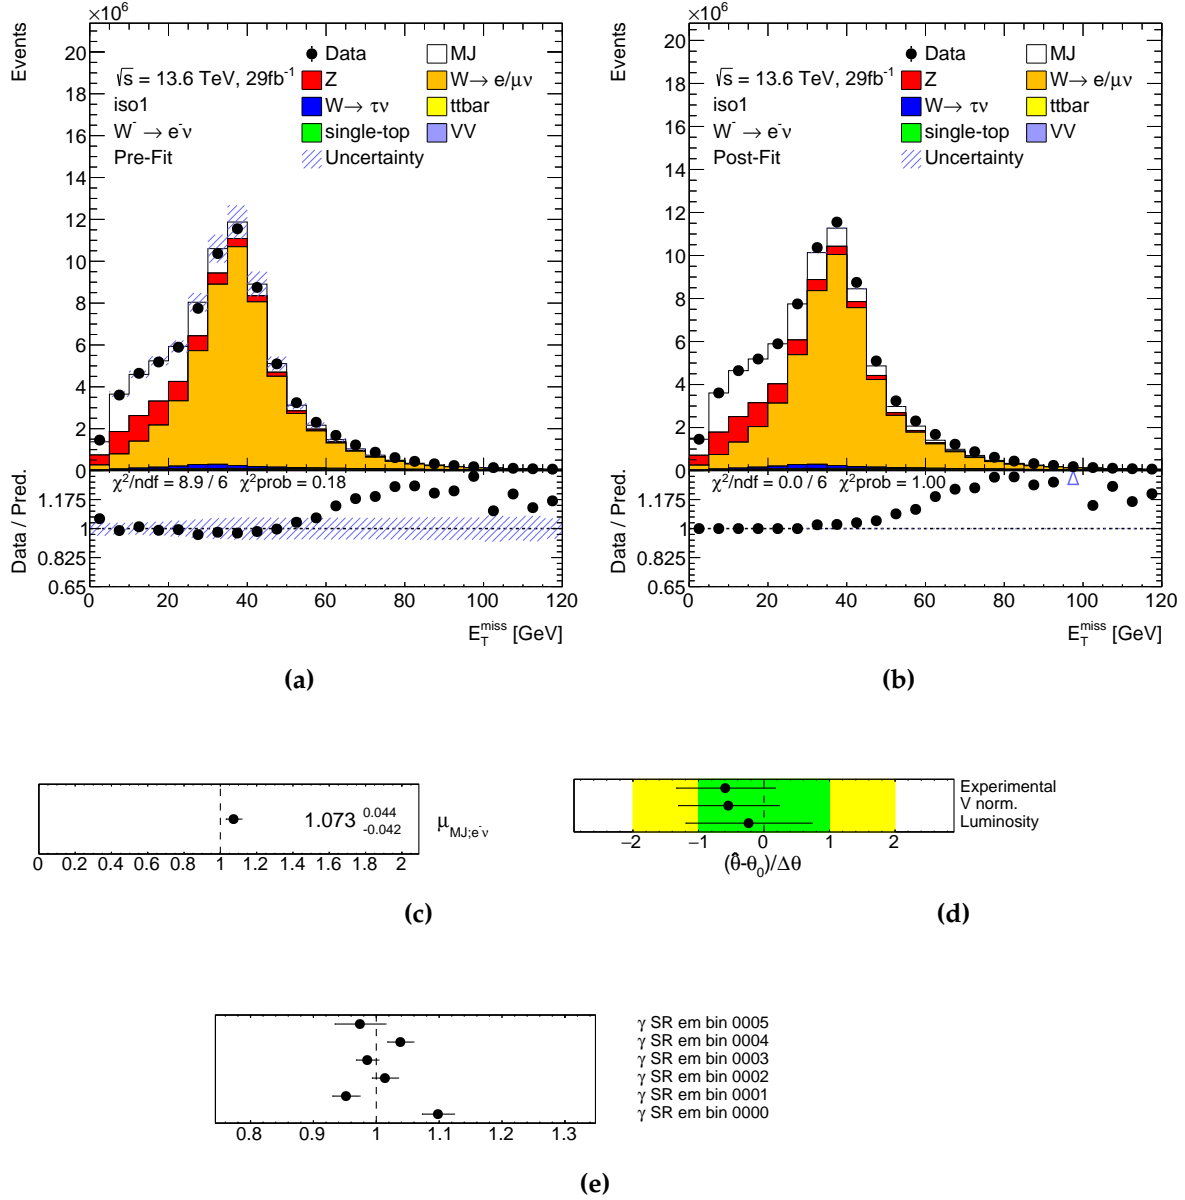 ×10⁶
Events
20
18
16
14
12
10
8
6
4
2
0
√s = 13.6 TeV, 29fb⁻¹
iso1
W⁻ → e⁻ν
Pre-Fit
Data
MJ
Z
W→ e/μν
W→ τν
ttbar
single-top
VV
Uncertainty
χ²/ndf = 8.9 / 6 χ²prob = 0.18
Data / Pred.
1.175
1
0.825
0.65
0 20 40 60 80 100 120
E_T^miss [GeV]
(a)
×10⁶
Events
20
18
16
14
12
10
8
6
4
2
0
√s = 13.6 TeV, 29fb⁻¹
iso1
W⁻ → e⁻ν
Post-Fit
Data
MJ
Z
W→ e/μν
W→ τν
ttbar
single-top
VV
Uncertainty
χ²/ndf = 0.0 / 6 χ²prob = 1.00
Data / Pred.
1.175
1
0.825
0.65
0 20 40 60 80 100 120
E_T^miss [GeV]
(b)
1.073 0.044 -0.042
μ_MJ;e⁻ν
0 0.2 0.4 0.6 0.8 1 1.2 1.4 1.6 1.8 2
(c)
Experimental
V norm.
Luminosity
−2 −1 0 1 2
(θ̂-θ₀)/Δθ
(d)
γ SR em bin 0005
γ SR em bin 0004
γ SR em bin 0003
γ SR em bin 0002
γ SR em bin 0001
γ SR em bin 0000
0.8 0.9 1 1.1 1.2 1.3
(e)